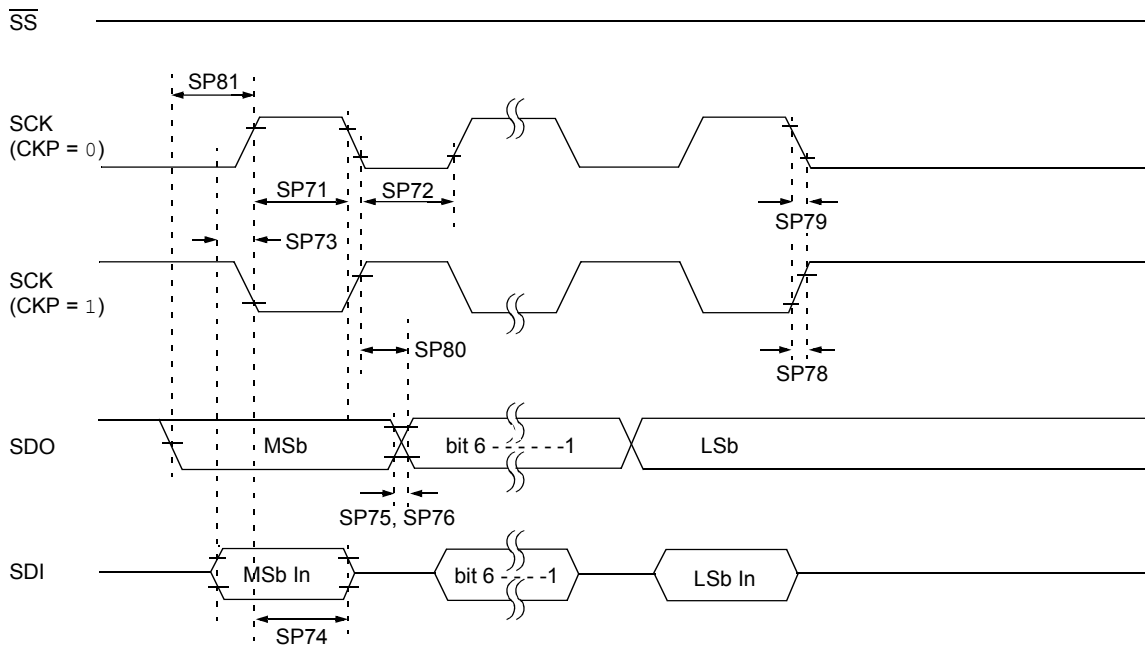 SS
SP81
SCK
(CKP = 0)
SP71
SP72
SP79
SP73
SCK
(CKP = 1)
SP80
SP78
SDO
MSb
bit 6 - - - - - -1
LSb
SP75, SP76
SDI
MSb In
bit 6 - - - - -1
LSb In
SP74